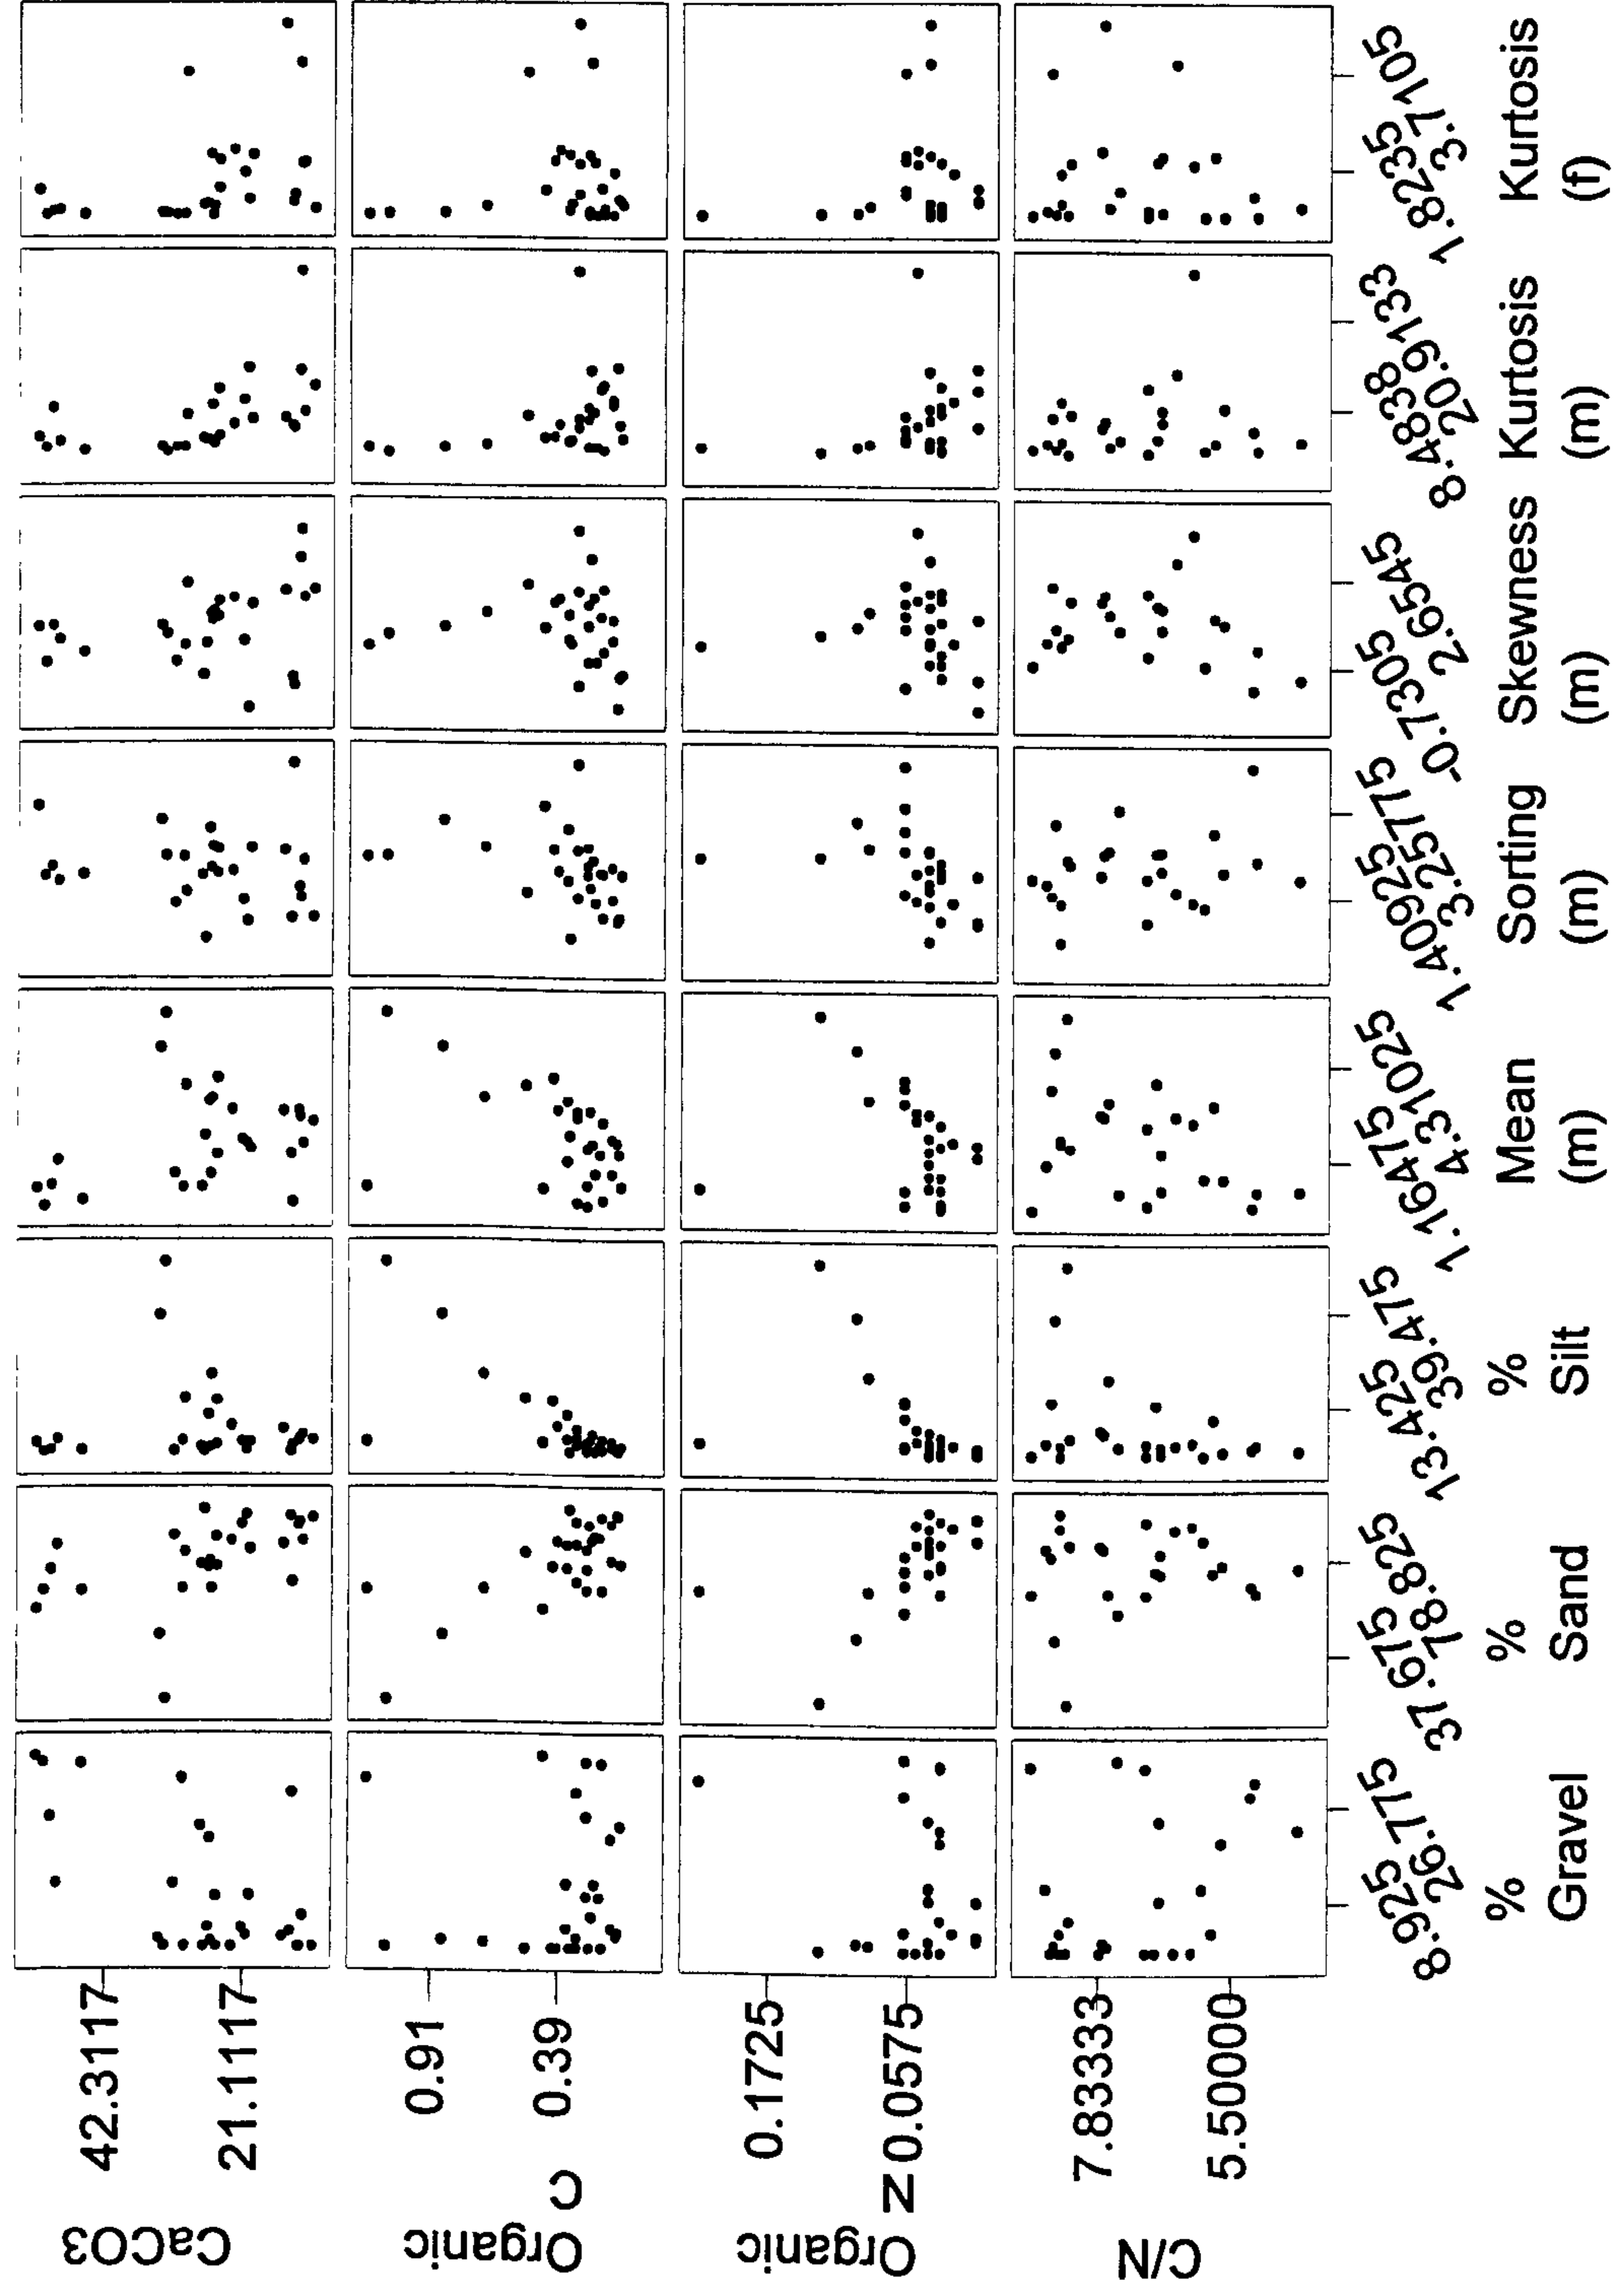 CaCO3
42.3117
21.1117
Organic C
0.91
0.39
Organic N
0.1725
0.0575
C/N
7.83333
5.50000
8.925 26.775 37.675 78.825 13.425 39.475 1.16475 4.31025 1.40925 3.25775 -0.7305 2.6545 8.4838 20.9133 1.8235 3.7105
% % % Mean Sorting Skewness Kurtosis Kurtosis
Gravel Sand Silt (m) (m) (m) (m) (f)